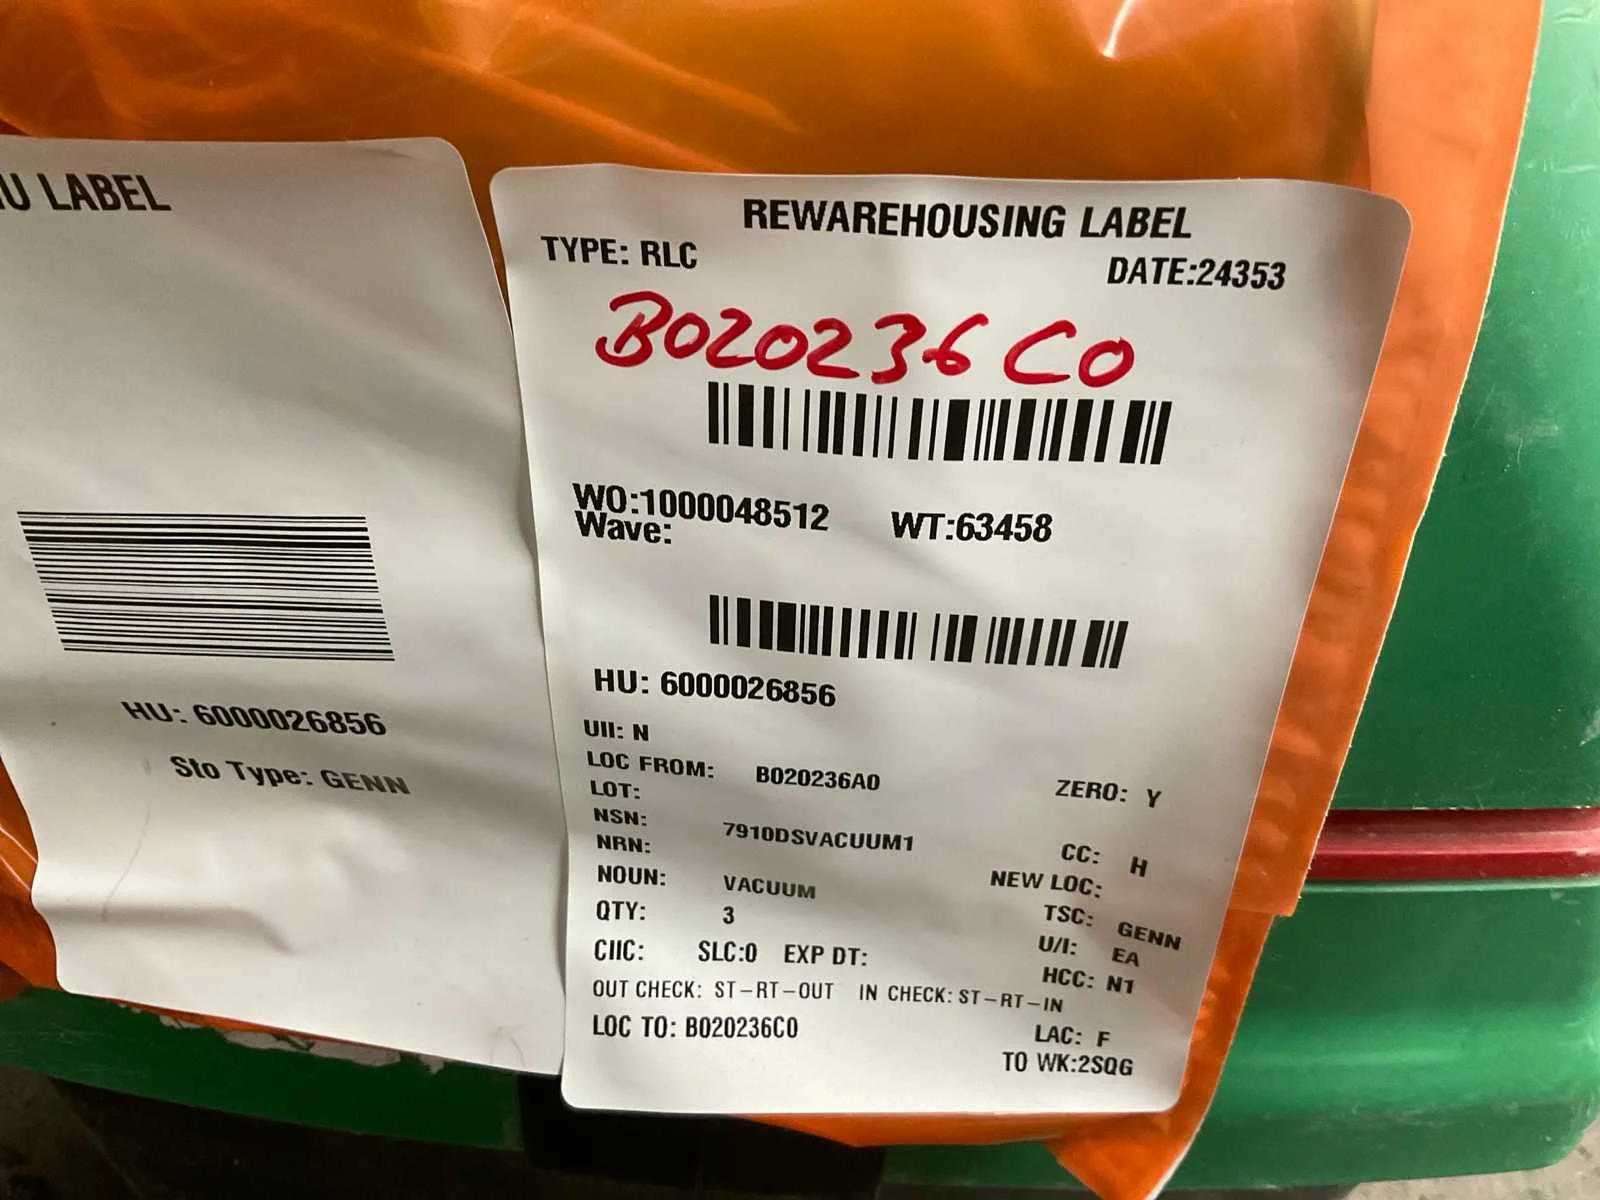 U LABEL
HU: 6000026856
Sto Type: GENN
REWAREHOUSING LABEL
TYPE: RLC
DATE:24353
B020236C0
WO:1000048512 WT:63458
Wave:
HU: 6000026856
UII: N
LOC FROM: B020236A0 ZERO: Y
LOT:
NSN: 7910DSVACUUM1 CC: H
NRN: NEW LOC:
NOUN: VACUUM TSC: GENN
QTY: 3 U/I: EA
CIIC: SLC:0 EXP DT: HCC: N1
OUT CHECK: ST-RT-OUT IN CHECK: ST-RT-IN
LOC TO: B020236C0 LAC: F
TO WK:2SQG